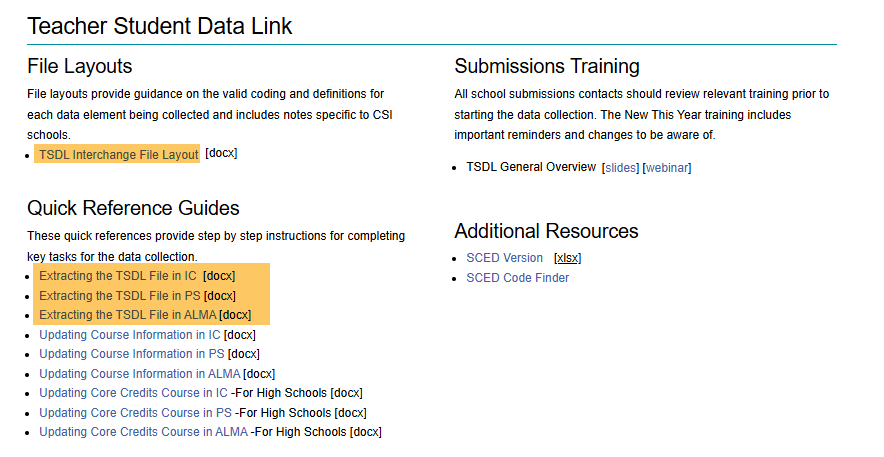 Teacher Student Data Link
File Layouts
File layouts provide guidance on the valid coding and definitions for
each data element being collected and includes notes specific to CSI
schools.
• TSDL Interchange File Layout [docx]
Quick Reference Guides
These quick references provide step by step instructions for completing
key tasks for the data collection.
• Extracting the TSDL File in IC [docx]
• Extracting the TSDL File in PS [docx]
• Extracting the TSDL File in ALMA [docx]
• Updating Course Information in IC [docx]
• Updating Course Information in PS [docx]
• Updating Course Information in ALMA [docx]
• Updating Core Credits Course in IC -For High Schools [docx]
• Updating Core Credits Course in PS -For High Schools [docx]
• Updating Core Credits Course in ALMA -For High Schools [docx]
Submissions Training
All school submissions contacts should review relevant training prior to
starting the data collection. The New This Year training includes
important reminders and changes to be aware of.
• TSDL General Overview [slides] [webinar]
Additional Resources
• SCED Version [xlsx]
• SCED Code Finder